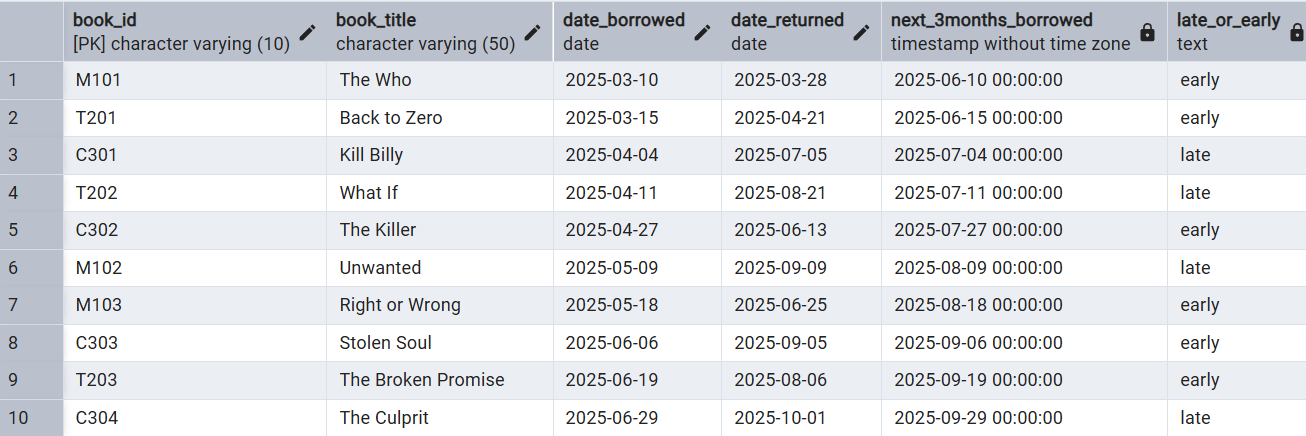 book_id book_title date_borrowed date_returned next_3months_borrowed late_or_early
[PK] character varying (10) character varying (50) date date timestamp without time zone text
1 M101 The Who 2025-03-10 2025-03-28 2025-06-10 00:00:00 early
2 T201 Back to Zero 2025-03-15 2025-04-21 2025-06-15 00:00:00 early
3 C301 Kill Billy 2025-04-04 2025-07-05 2025-07-04 00:00:00 late
4 T202 What If 2025-04-11 2025-08-21 2025-07-11 00:00:00 late
5 C302 The Killer 2025-04-27 2025-06-13 2025-07-27 00:00:00 early
6 M102 Unwanted 2025-05-09 2025-09-09 2025-08-09 00:00:00 late
7 M103 Right or Wrong 2025-05-18 2025-06-25 2025-08-18 00:00:00 early
8 C303 Stolen Soul 2025-06-06 2025-09-05 2025-09-06 00:00:00 early
9 T203 The Broken Promise 2025-06-19 2025-08-06 2025-09-19 00:00:00 early
10 C304 The Culprit 2025-06-29 2025-10-01 2025-09-29 00:00:00 late